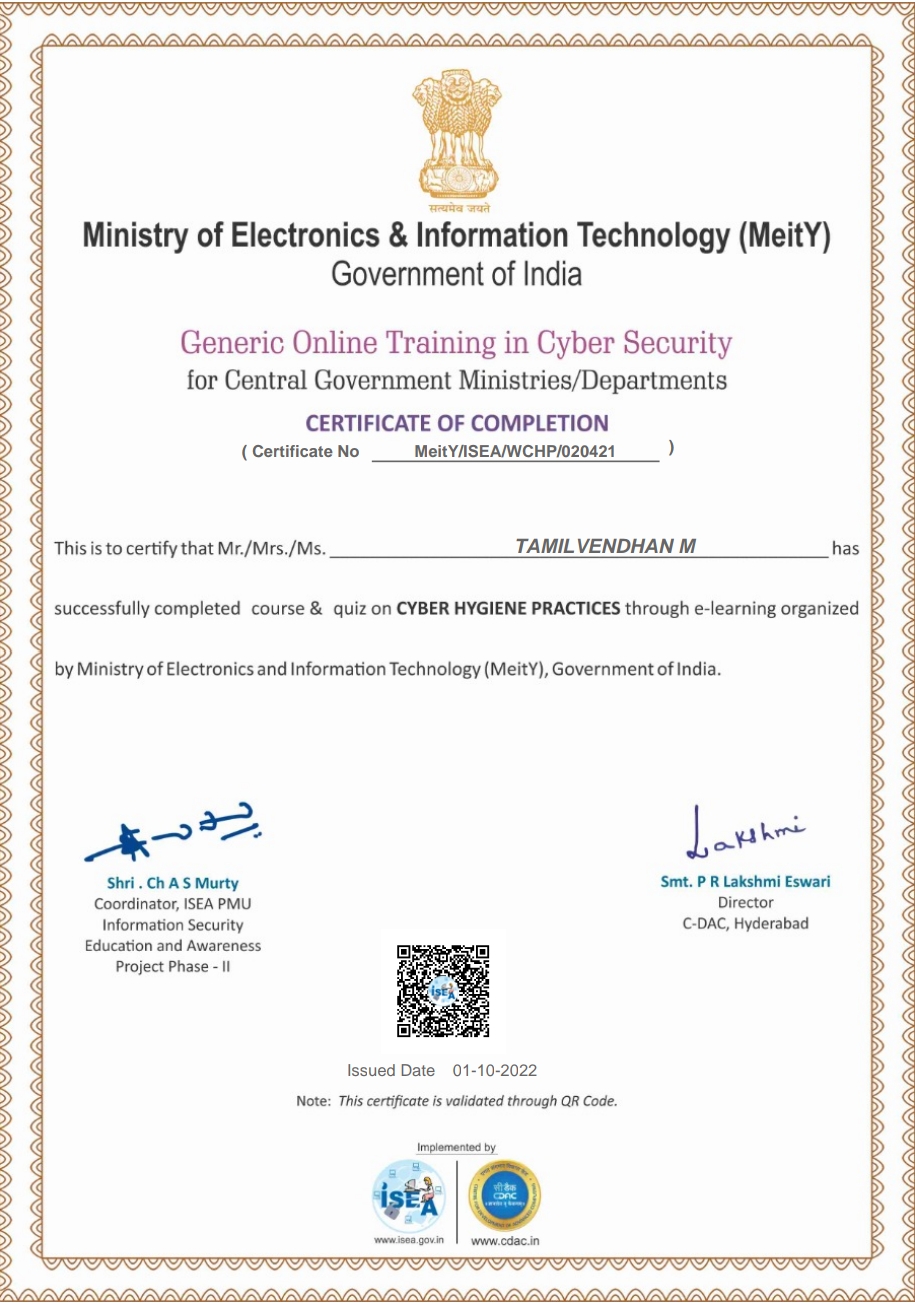 सत्यमेव जयते
Ministry of Electronics & Information Technology (MeitY)
Government of India
Generic Online Training in Cyber Security
for Central Government Ministries/Departments
CERTIFICATE OF COMPLETION
( Certificate No MeitY/ISEA/WCHP/020421 )
This is to certify that Mr./Mrs./Ms. TAMILVENDHAN M has
successfully completed course & quiz on CYBER HYGIENE PRACTICES through e-learning organized
by Ministry of Electronics and Information Technology (MeitY), Government of India.
Lakshmi
Shri . Ch A S Murty
Coordinator, ISEA PMU
Information Security
Education and Awareness
Project Phase - II
Smt. P R Lakshmi Eswari
Director
C-DAC, Hyderabad
ISEA
Issued Date 01-10-2022
Note: This certificate is validated through QR Code.
Implemented by
ISEA
www.isea.gov.in
सी डैक
CDAC
www.cdac.in